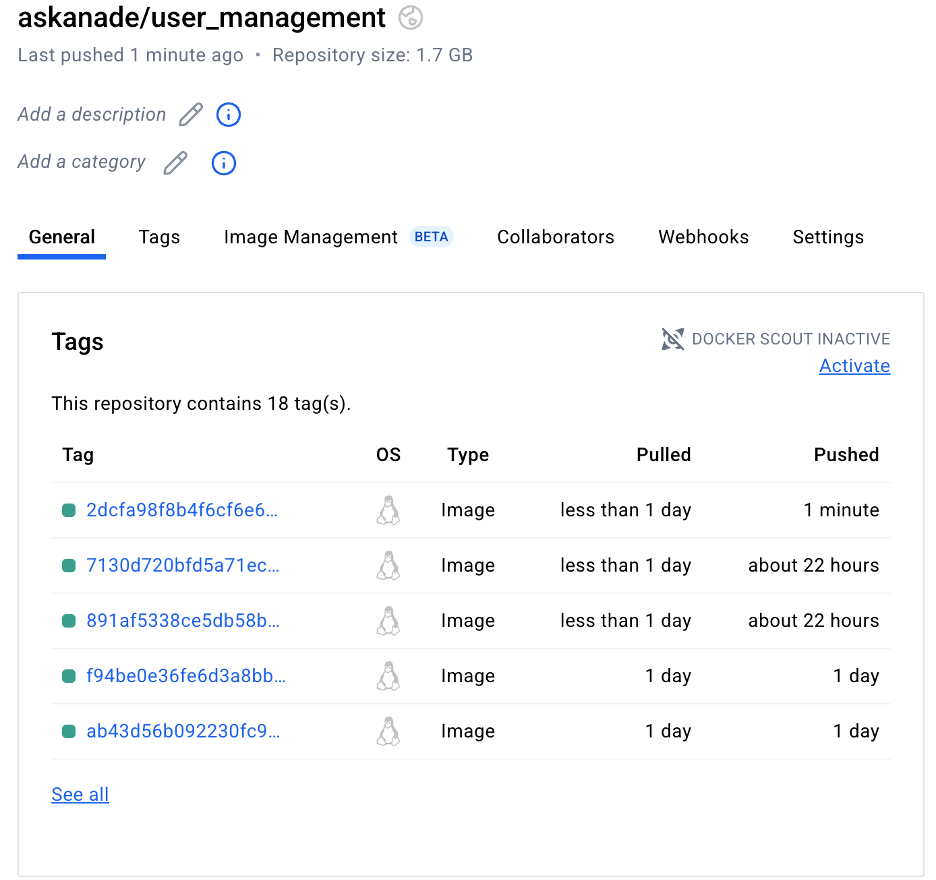 askanade/user_management
Last pushed 1 minute ago • Repository size: 1.7 GB
Add a description
Add a category
General Tags Image Management BETA Collaborators Webhooks Settings
Tags
DOCKER SCOUT INACTIVE
Activate
This repository contains 18 tag(s).
Tag OS Type Pulled Pushed
2dcfa98f8b4f6cf6e6... Image less than 1 day 1 minute
7130d720bfd5a71ec... Image less than 1 day about 22 hours
891af5338ce5db58b... Image less than 1 day about 22 hours
f94be0e36fe6d3a8bb... Image 1 day 1 day
ab43d56b092230fc9... Image 1 day 1 day
See all